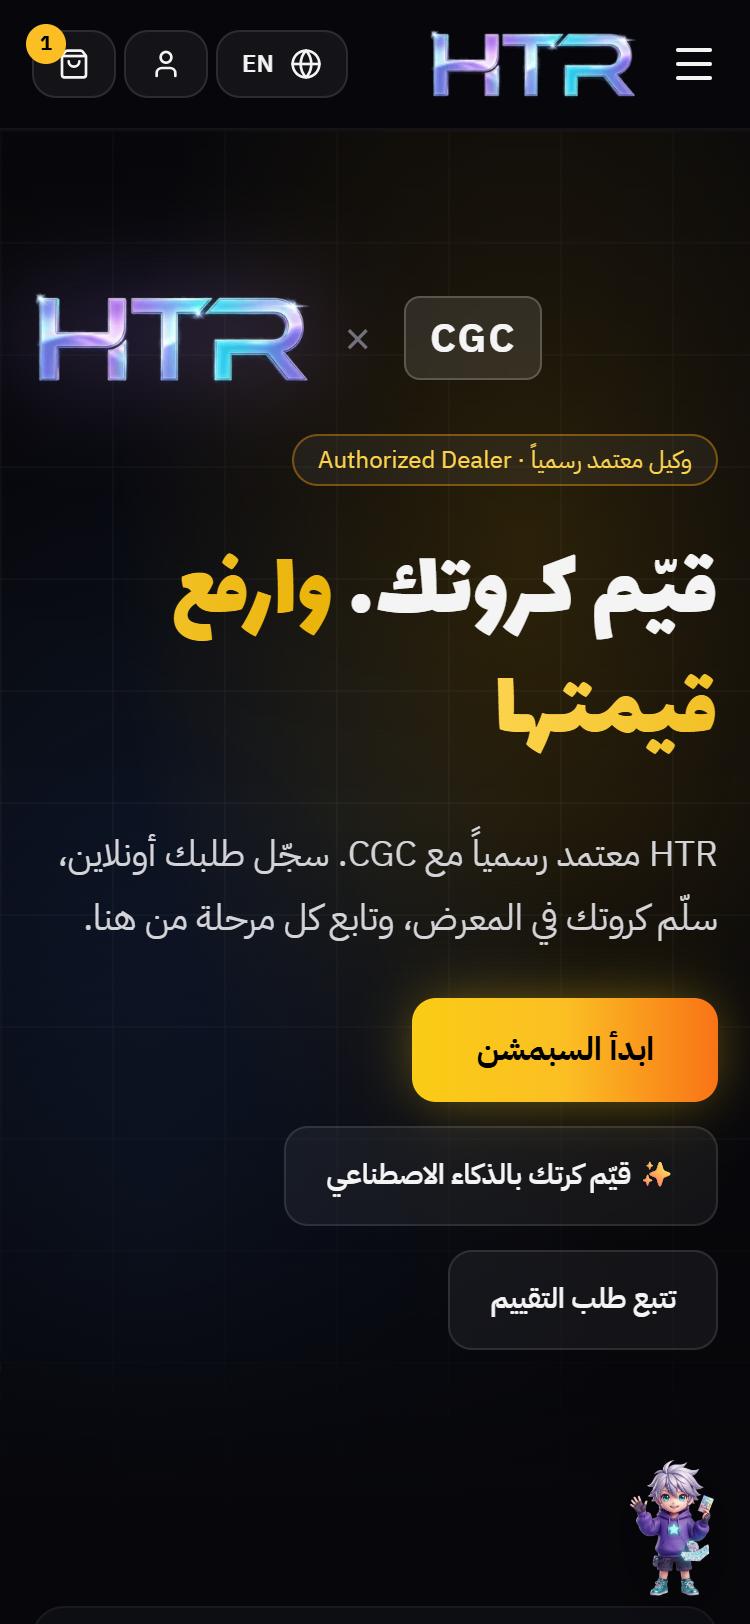 1
EN
HTR
HTR × CGC
وكيل معتمد رسمياً · Authorized Dealer
قيّم كروتك. وارفع
قيمتها
HTR معتمد رسمياً مع CGC. سجّل طلبك أونلاين،
سلّم كروتك في المعرض، وتابع كل مرحلة من هنا.
ابدأ السبمشن
✨ قيّم كرتك بالذكاء الاصطناعي
تتبع طلب التقييم